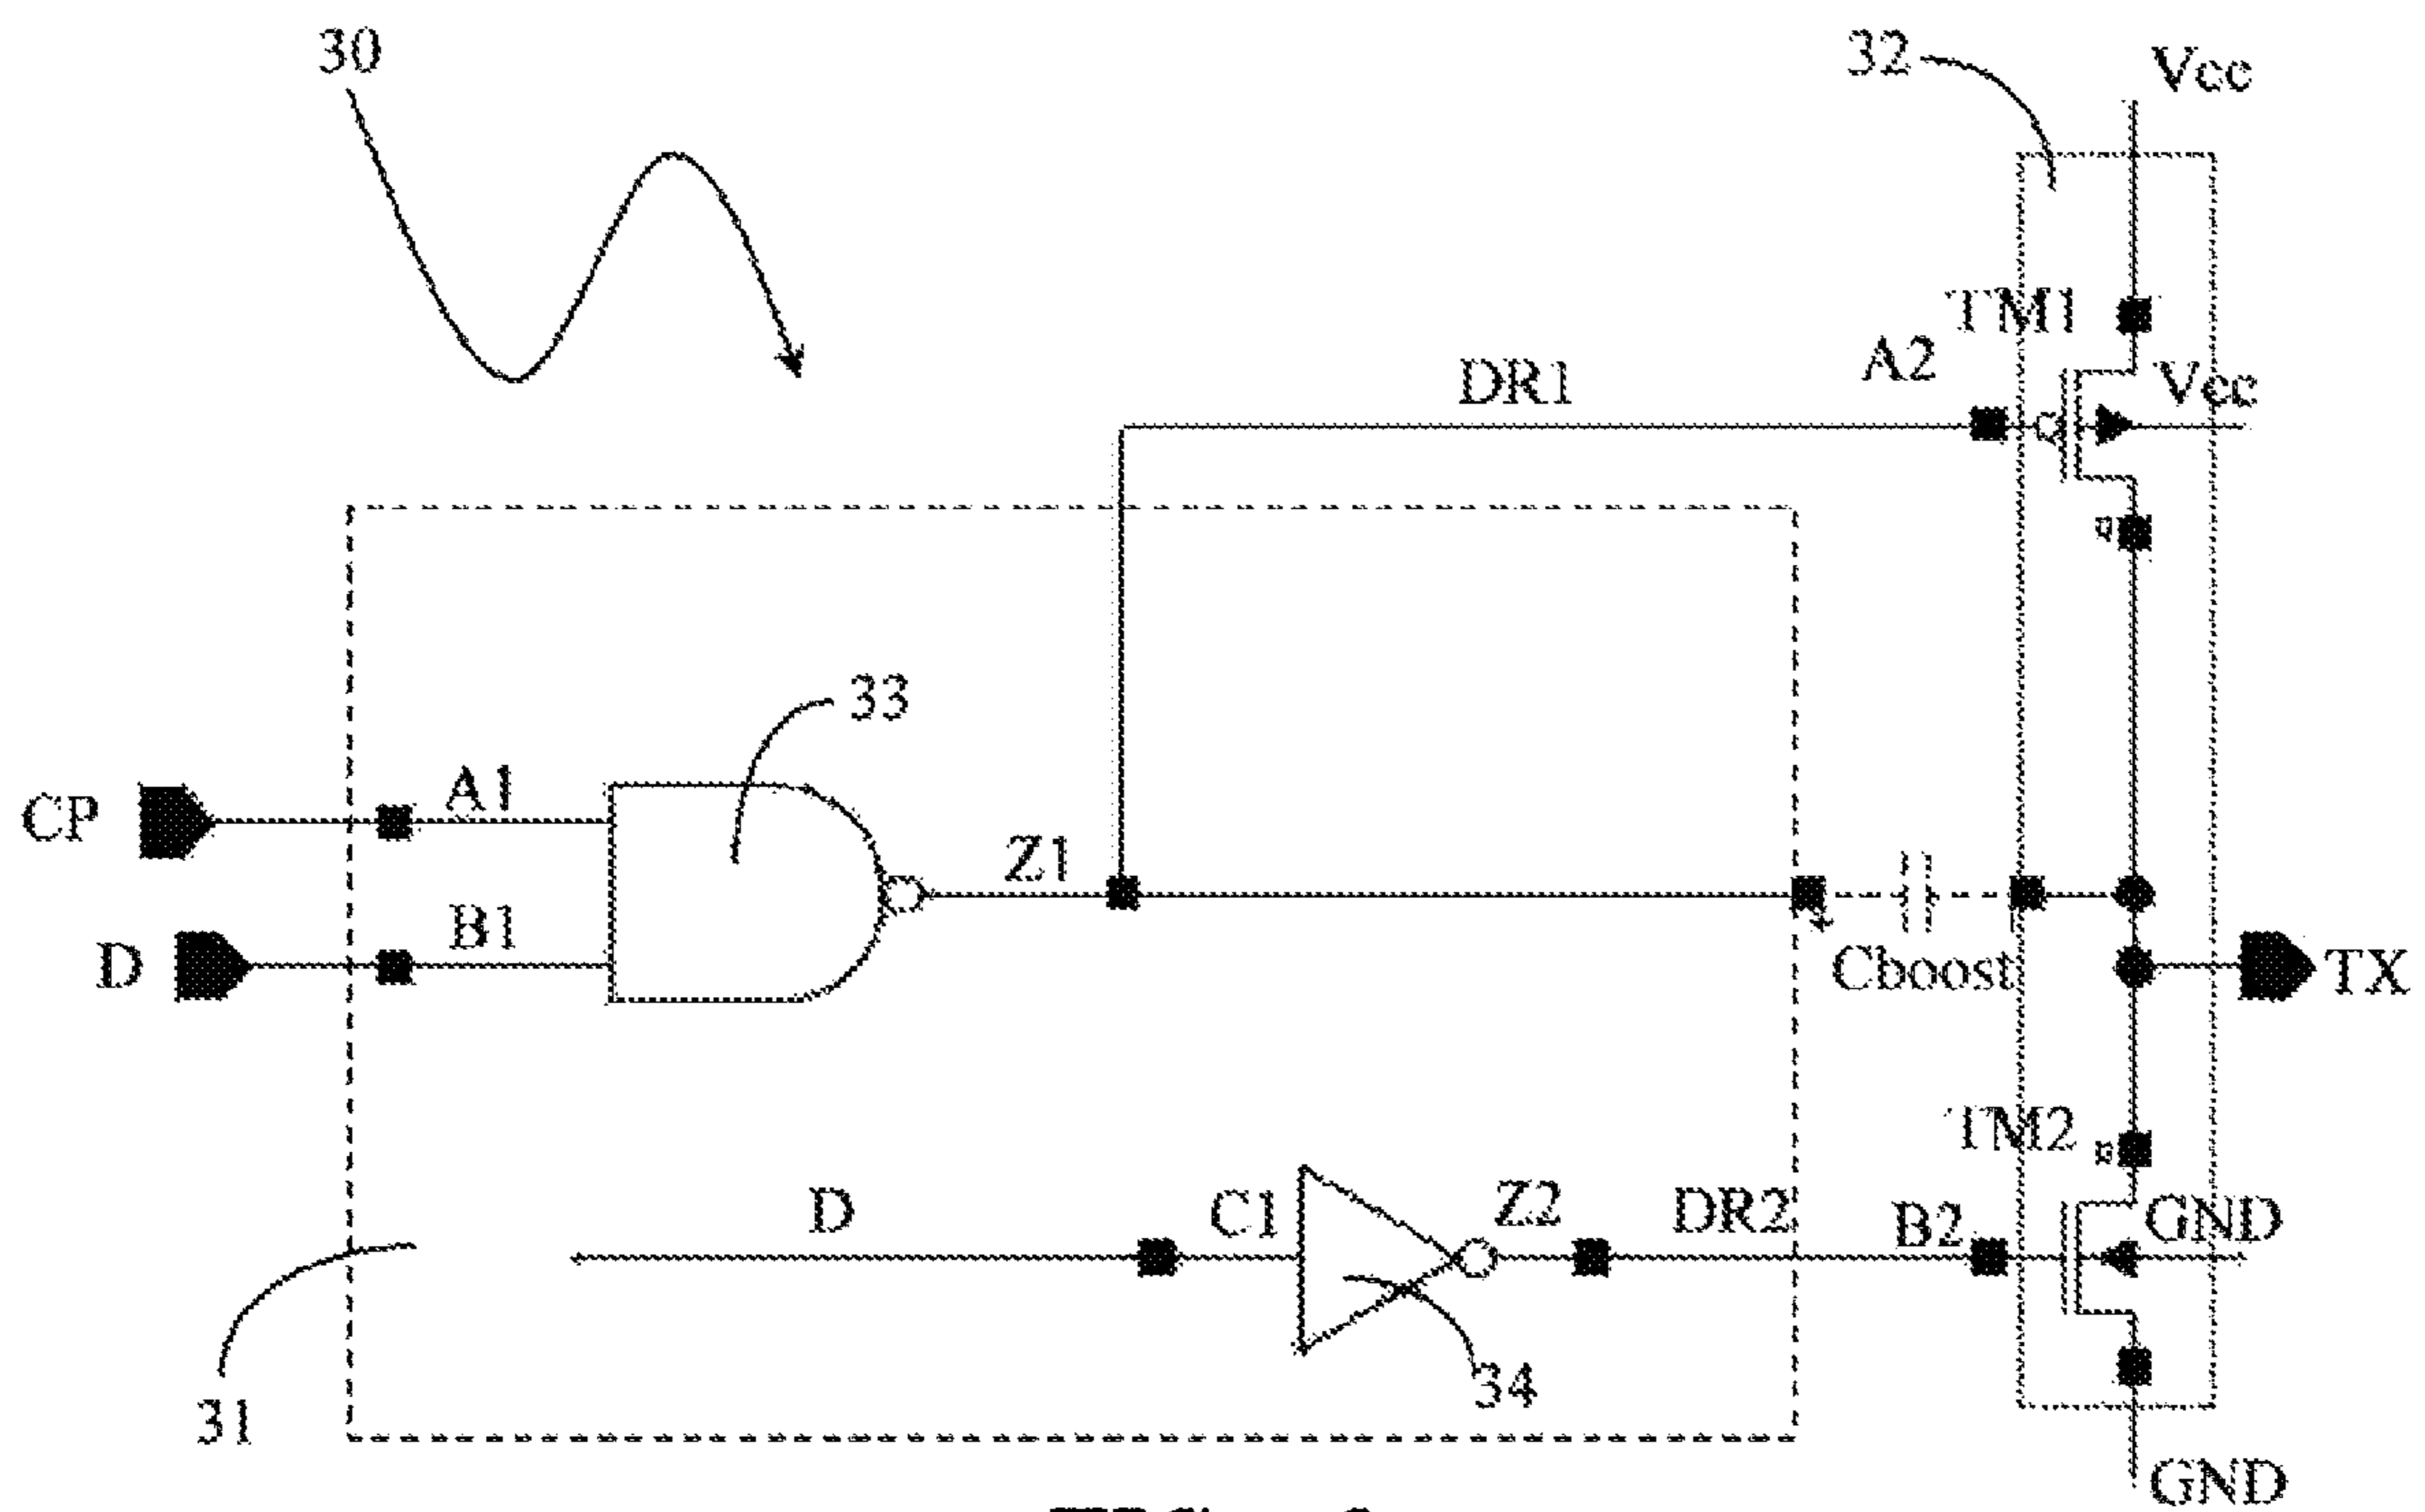 30
32
Vcc
TM1
A2
DR1
Vcc
33
CP
A1
Z1
D
B1
Cboost
TX
TM2
D
C1
Z2
DR2
B2
GND
31
34
GND